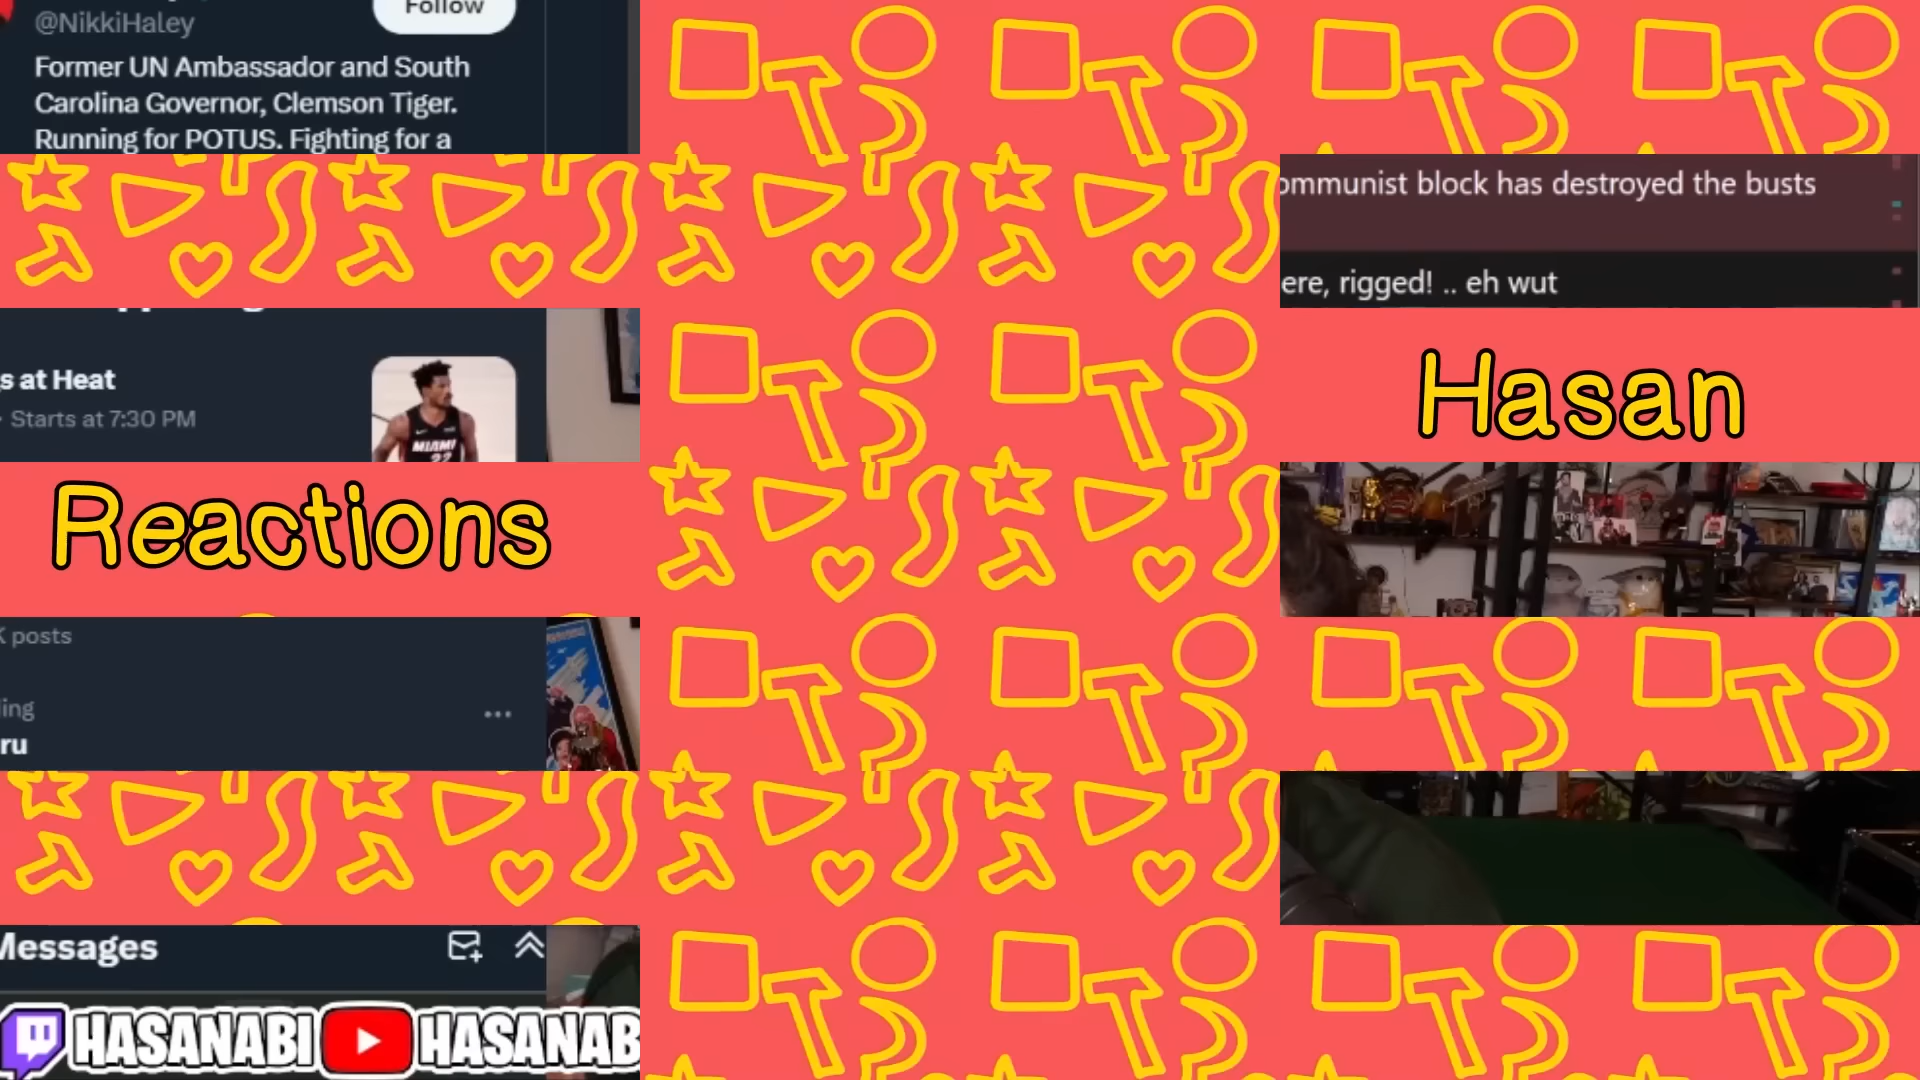 Follow
@NikkiHaley
Former UN Ambassador and South
Carolina Governor, Clemson Tiger.
Running for POTUS. Fighting for a
ommunist block has destroyed the busts
ere, rigged! .. eh wut
s at Heat
Starts at 7:30 PM
MIAMI
22
Hasan
Reactions
K posts
ing
ru
Messages
HASANABI HASANAB